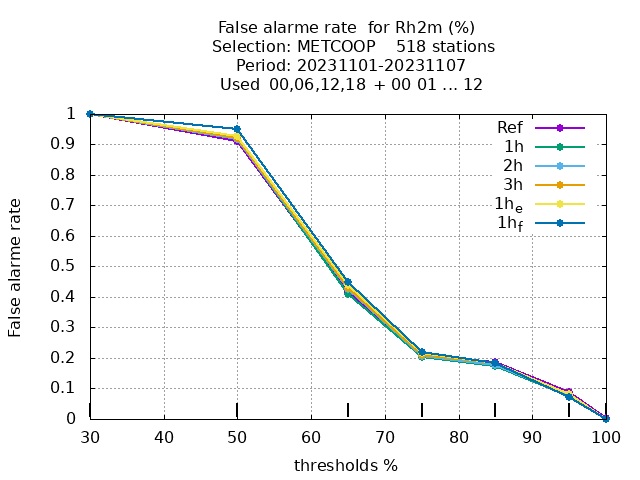 False alarme rate  for Rh2m (%)
Selection: METCOOP    518 stations
Period: 20231101-20231107
Used  00,06,12,18  + 00 01 ... 12
1
0.9
0.8
0.7
0.6
0.5
0.4
0.3
0.2
0.1
0
False alarme rate
Ref
1h
2h
3h
1he
1hf
30 40 50 60 70 80 90 100
thresholds %